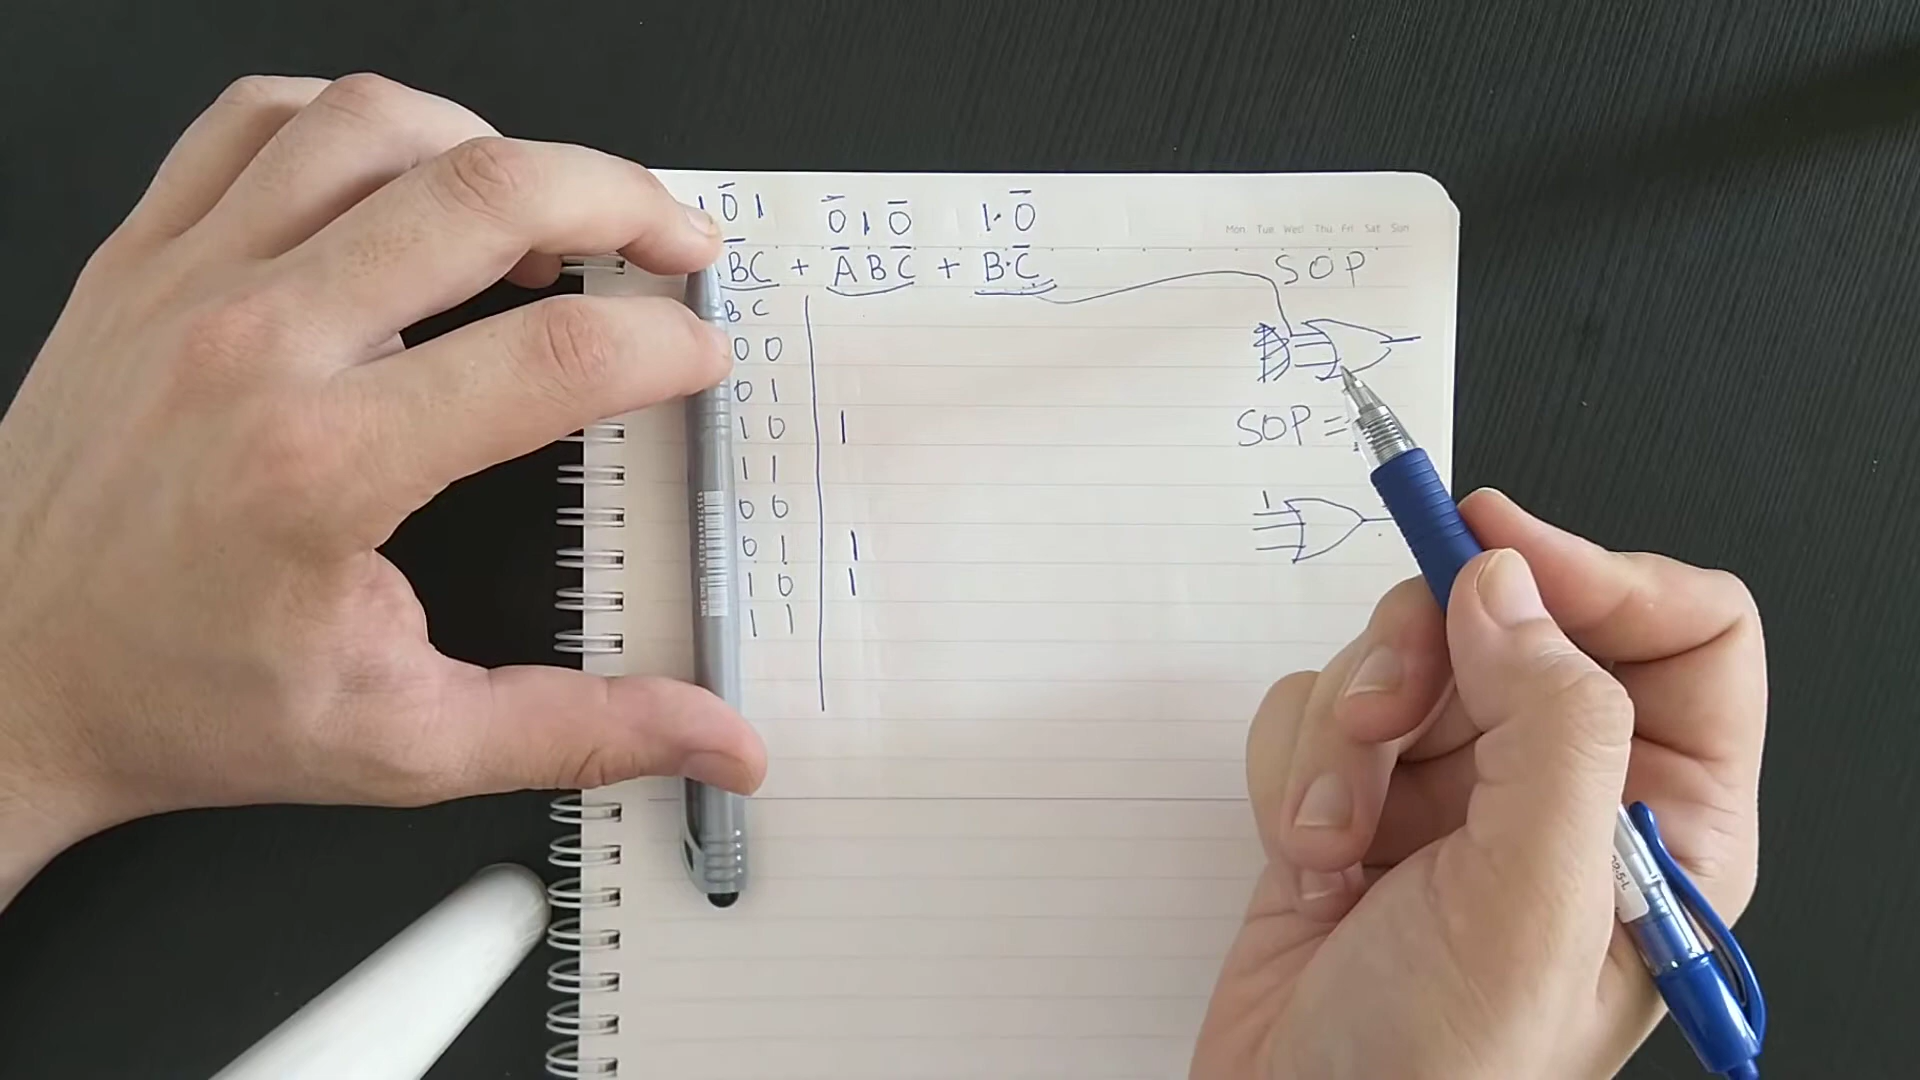 1 0̅ 1 0̅ 1 0̅ 1·0̅
Mon Tue Wed Thu Fri Sat Sun
B̅C + A̅BC̅ + B·C̅ SOP
B C
0 0
0 1
1 0 1
SOP =
1 1
1
0 0
0 1 1
1 0 1
1 1